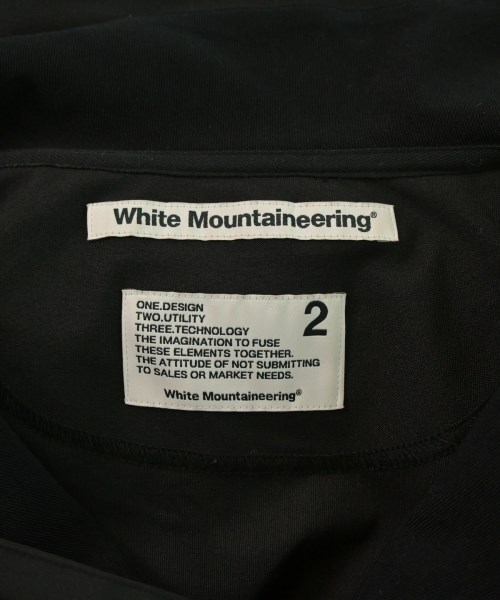 White Mountaineering®
ONE.DESIGN
TWO.UTILITY
THREE.TECHNOLOGY
THE IMAGINATION TO FUSE
THESE ELEMENTS TOGETHER.
THE ATTITUDE OF NOT SUBMITTING
TO SALES OR MARKET NEEDS.
2
White Mountaineering®